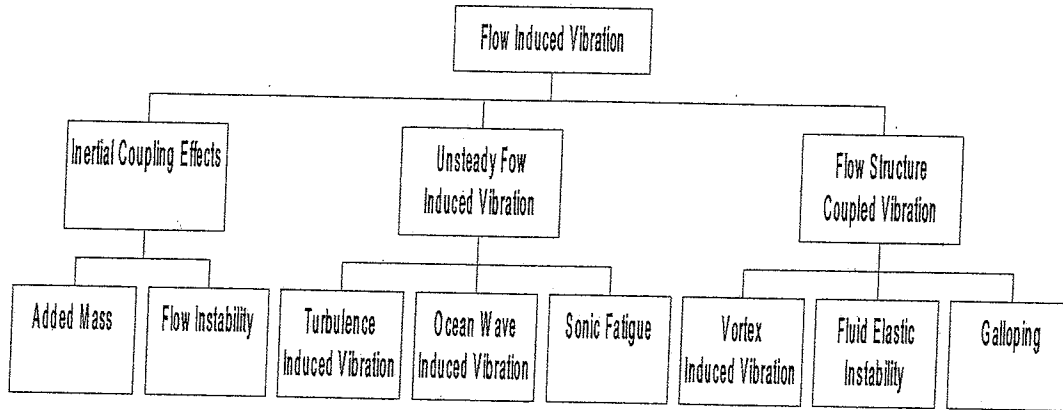 Flow Induced Vibration
Inertial Coupling Effects
Unsteady Fow
Induced Vibration
Flow Structure
Coupled Vibration
Added Mass
Flow Instability
Turbulence
Induced Vibration
Ocean Wave
Induced Vibration
Sonic Fatigue
Vortex
Induced Vibration
Fluid Elastic
Instability
Galloping